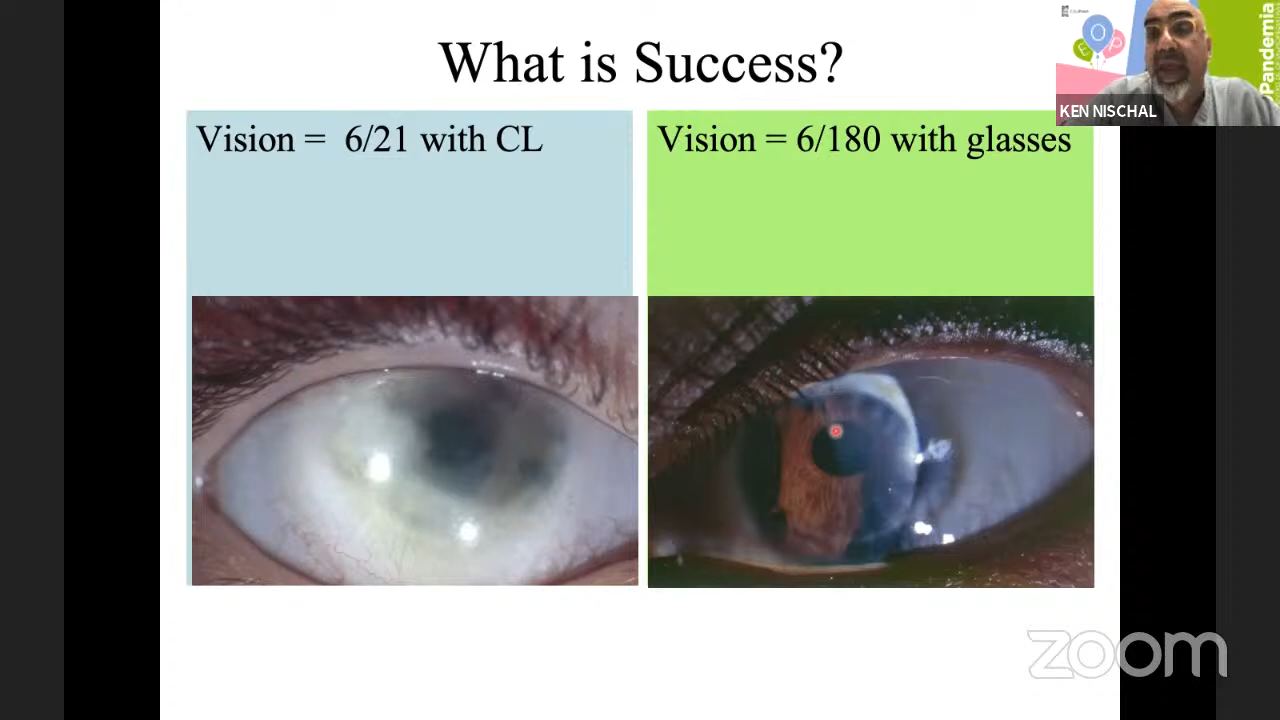 What is Success?
Vision = 6/21 with CL
Vision = 6/180 with glasses
E O P
KEN NISCHAL
Pandemia
zoom